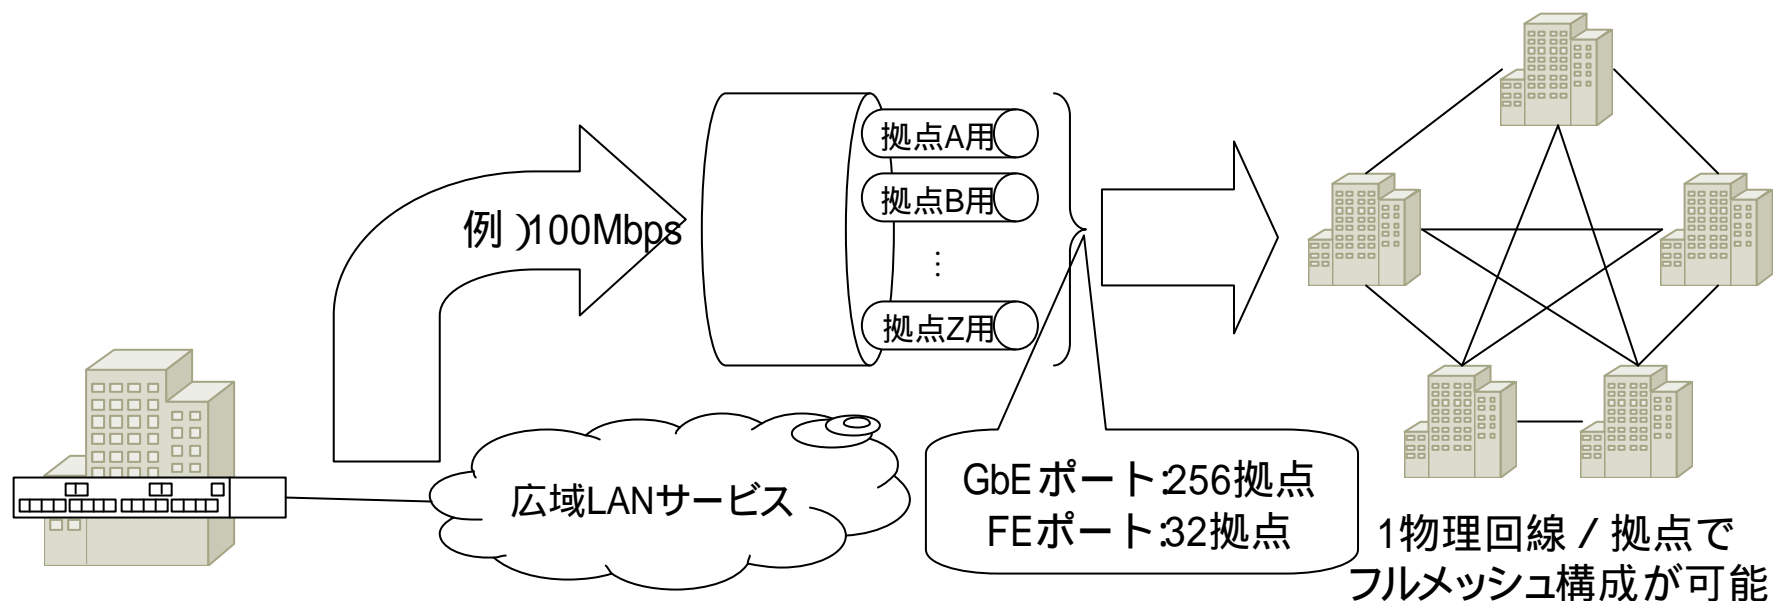 例）100Mbps
拠点A用
拠点B用
…
拠点Z用
広域LANサービス
GbEポート:256拠点
FEポート:32拠点
1物理回線／拠点で
フルメッシュ構成が可能